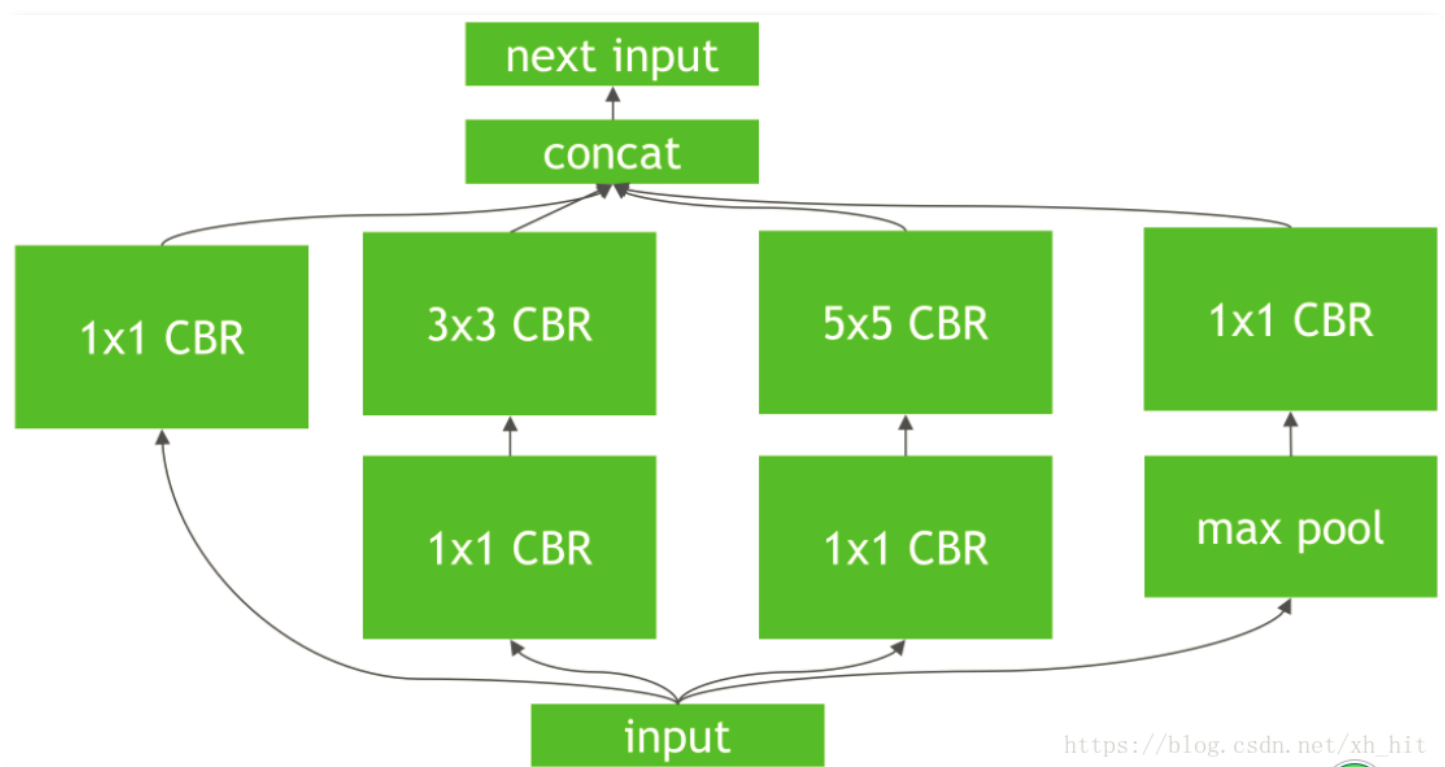 next input
concat
1x1 CBR
3x3 CBR
5x5 CBR
1x1 CBR
1x1 CBR
1x1 CBR
max pool
input
https://blog.csdn.net/xh_hit